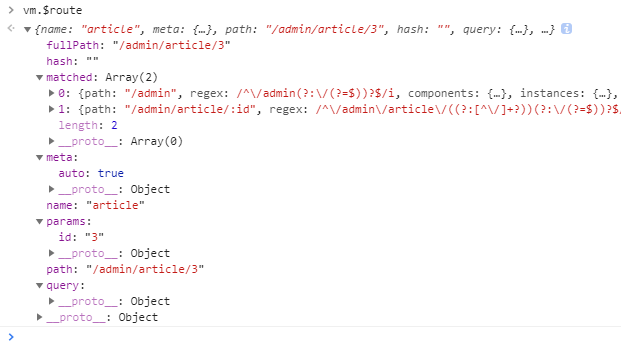 > vm.$route
{name: "article", meta: {…}, path: "/admin/article/3", hash: "", query: {…}, …} i
fullPath: "/admin/article/3"
hash: ""
matched: Array(2)
0: {path: "/admin", regex: /^\/admin(?:\/(?=$))?$/i, components: {…}, instances: {…},
1: {path: "/admin/article/:id", regex: /^\/admin\/article\/((?:[^\/]+?))(?:\/(?=$))?$/
length: 2
__proto__: Array(0)
meta:
auto: true
__proto__: Object
name: "article"
params:
id: "3"
__proto__: Object
path: "/admin/article/3"
query:
__proto__: Object
__proto__: Object
>